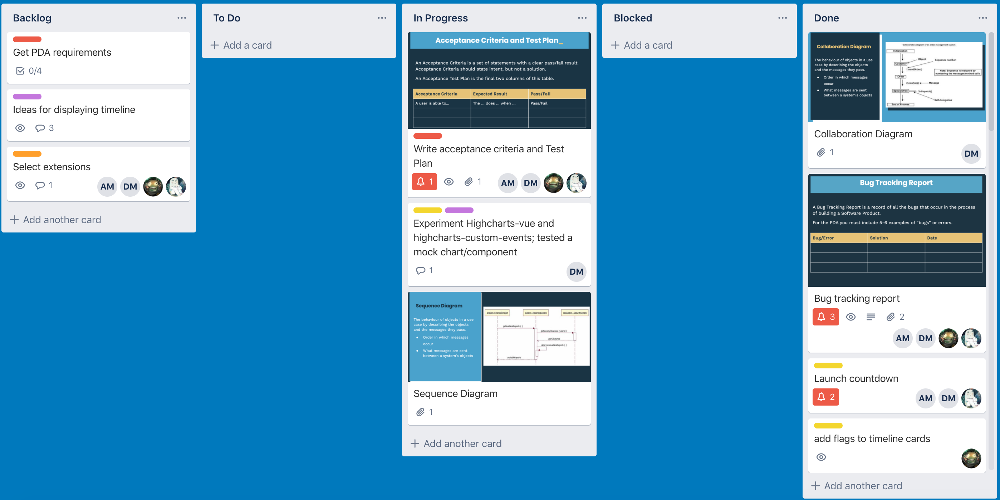 Backlog
Get PDA requirements
0/4
Ideas for displaying timeline
3
Select extensions
1
AM DM
+ Add another card
To Do
+ Add a card
In Progress
Acceptance Criteria and Test Plan_
An Acceptance Criteria is a set of statements with a clear pass/fail result.
Acceptance Criteria should state intent, but not a solution.
An Acceptance Test Plan is the final two columns of this table.
Acceptance Criteria Expected Result Pass/Fail
A user is able to... The ... does ... when ... Pass/Fail
Write acceptance criteria and Test
Plan
1 1 AM DM
Experiment Highcharts-vue and
highcharts-custom-events; tested a
mock chart/component
1 DM
Sequence Diagram
The behaviour of objects in a use
case by describing the objects
and the messages they pass.
• Order in which messages
occur
• What messages are sent
between a system's objects
analyst : FinancialAnalyst system : ReportingSystem secSystem : SecuritySystem
getAvailableReports ( )
getSecurityClearance ( userId )
userClearance
determineAvailableReports ( )
availableReports
Sequence Diagram
1
+ Add another card
Blocked
+ Add a card
Done
Collaboration Diagram
The behaviour of objects in a use
case by describing the objects
and the messages they pass.
• Order in which messages
occur
• What messages are sent
between a system's objects
Collaboration diagram of an order management system
Initialization
Object
Sequence number
Customer
1:sendOrder()
Note: Sequence is indicated by
numbering the messages/method calls
:Order
2:confirm() Message
SpecialOrder 3:dispatch()
Self-Delegation
End of Process
Collaboration Diagram
1 DM
Bug Tracking Report
A Bug Tracking Report is a record of all the bugs that occur in the process
of building a Software Product.
For the PDA you must include 5-6 examples of “bugs” or errors.
Bug/Error Solution Date
Bug tracking report
3 2
AM DM
Launch countdown
2 AM DM
add flags to timeline cards
+ Add another card